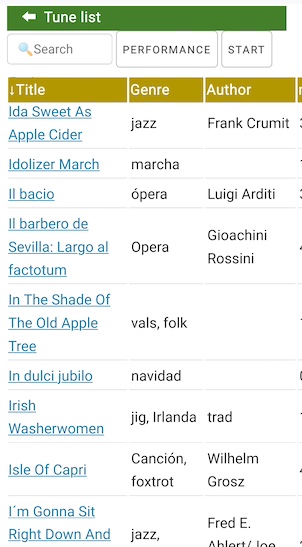 Tune list
Search PERFORMANCE START
↓Title Genre Author
Ida Sweet As
Apple Cider jazz Frank Crumit
Idolizer March marcha
Il bacio ópera Luigi Arditi
Il barbero de
Sevilla: Largo al
factotum Opera Gioachini
Rossini
In The Shade Of
The Old Apple
Tree vals, folk
In dulci jubilo navidad
Irish
Washerwomen jig, Irlanda trad
Isle Of Capri Canción,
foxtrot Wilhelm
Grosz
I´m Gonna Sit
Right Down And jazz, Fred E.
Ahlert/Joe